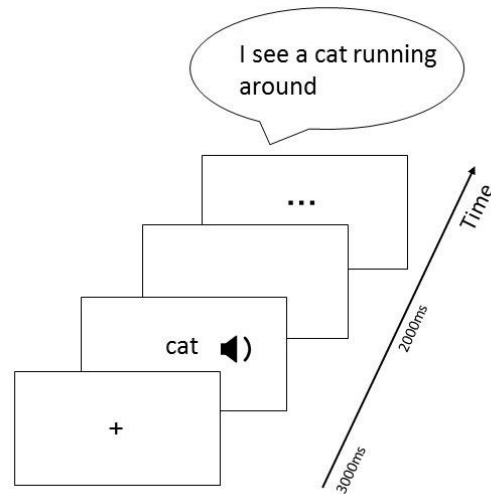 I see a cat running
around
...
Time
cat
2000ms
+
3000ms